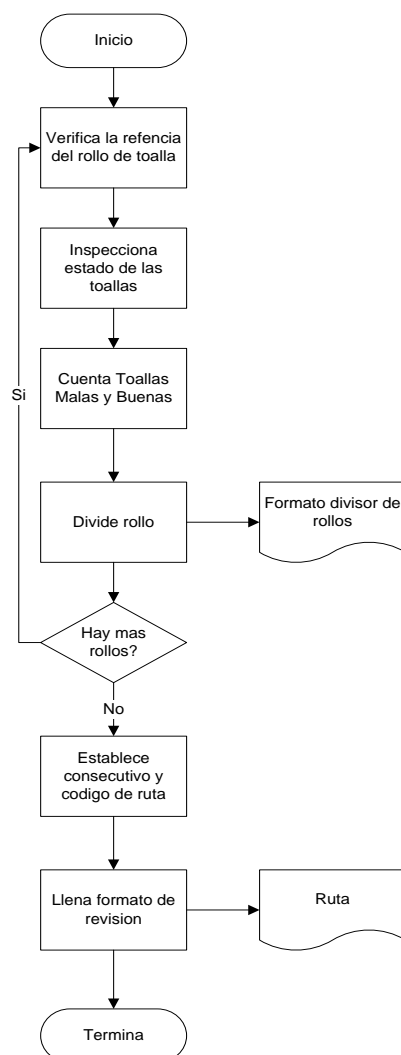 Inicio
Verifica la refencia
del rollo de toalla
Inspecciona
estado de las
toallas
Cuenta Toallas
Malas y Buenas
Si
Divide rollo
Formato divisor de
rollos
Hay mas
rollos?
No
Establece
consecutivo y
codigo de ruta
Llena formato de
revision
Ruta
Termina